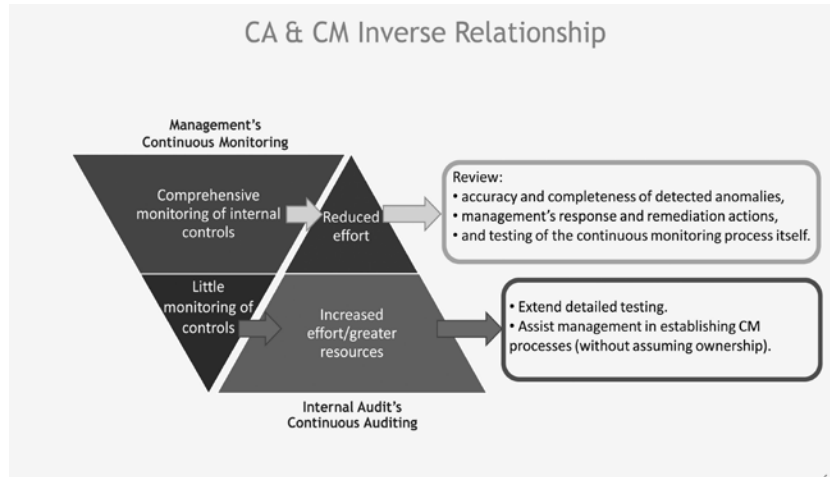 CA & CM Inverse Relationship
Management's
Continuous Monitoring
Comprehensive
monitoring of internal
controls
Reduced
effort
Review:
• accuracy and completeness of detected anomalies,
• management's response and remediation actions,
• and testing of the continuous monitoring process itself.
Little
monitoring of
controls
Increased
effort/greater
resources
• Extend detailed testing.
• Assist management in establishing CM
processes (without assuming ownership).
Internal Audit's
Continuous Auditing